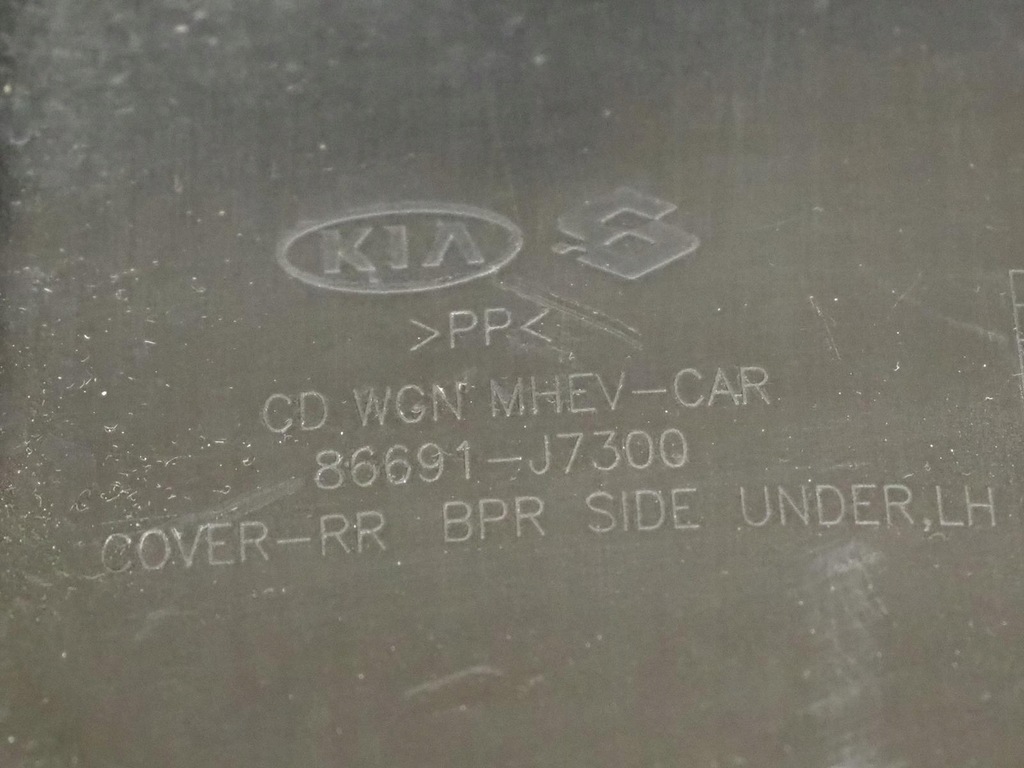 KIA
>PP<
CD WGN MHEV-CAR
86691-J7300
COVER-RR BPR SIDE UNDER,LH